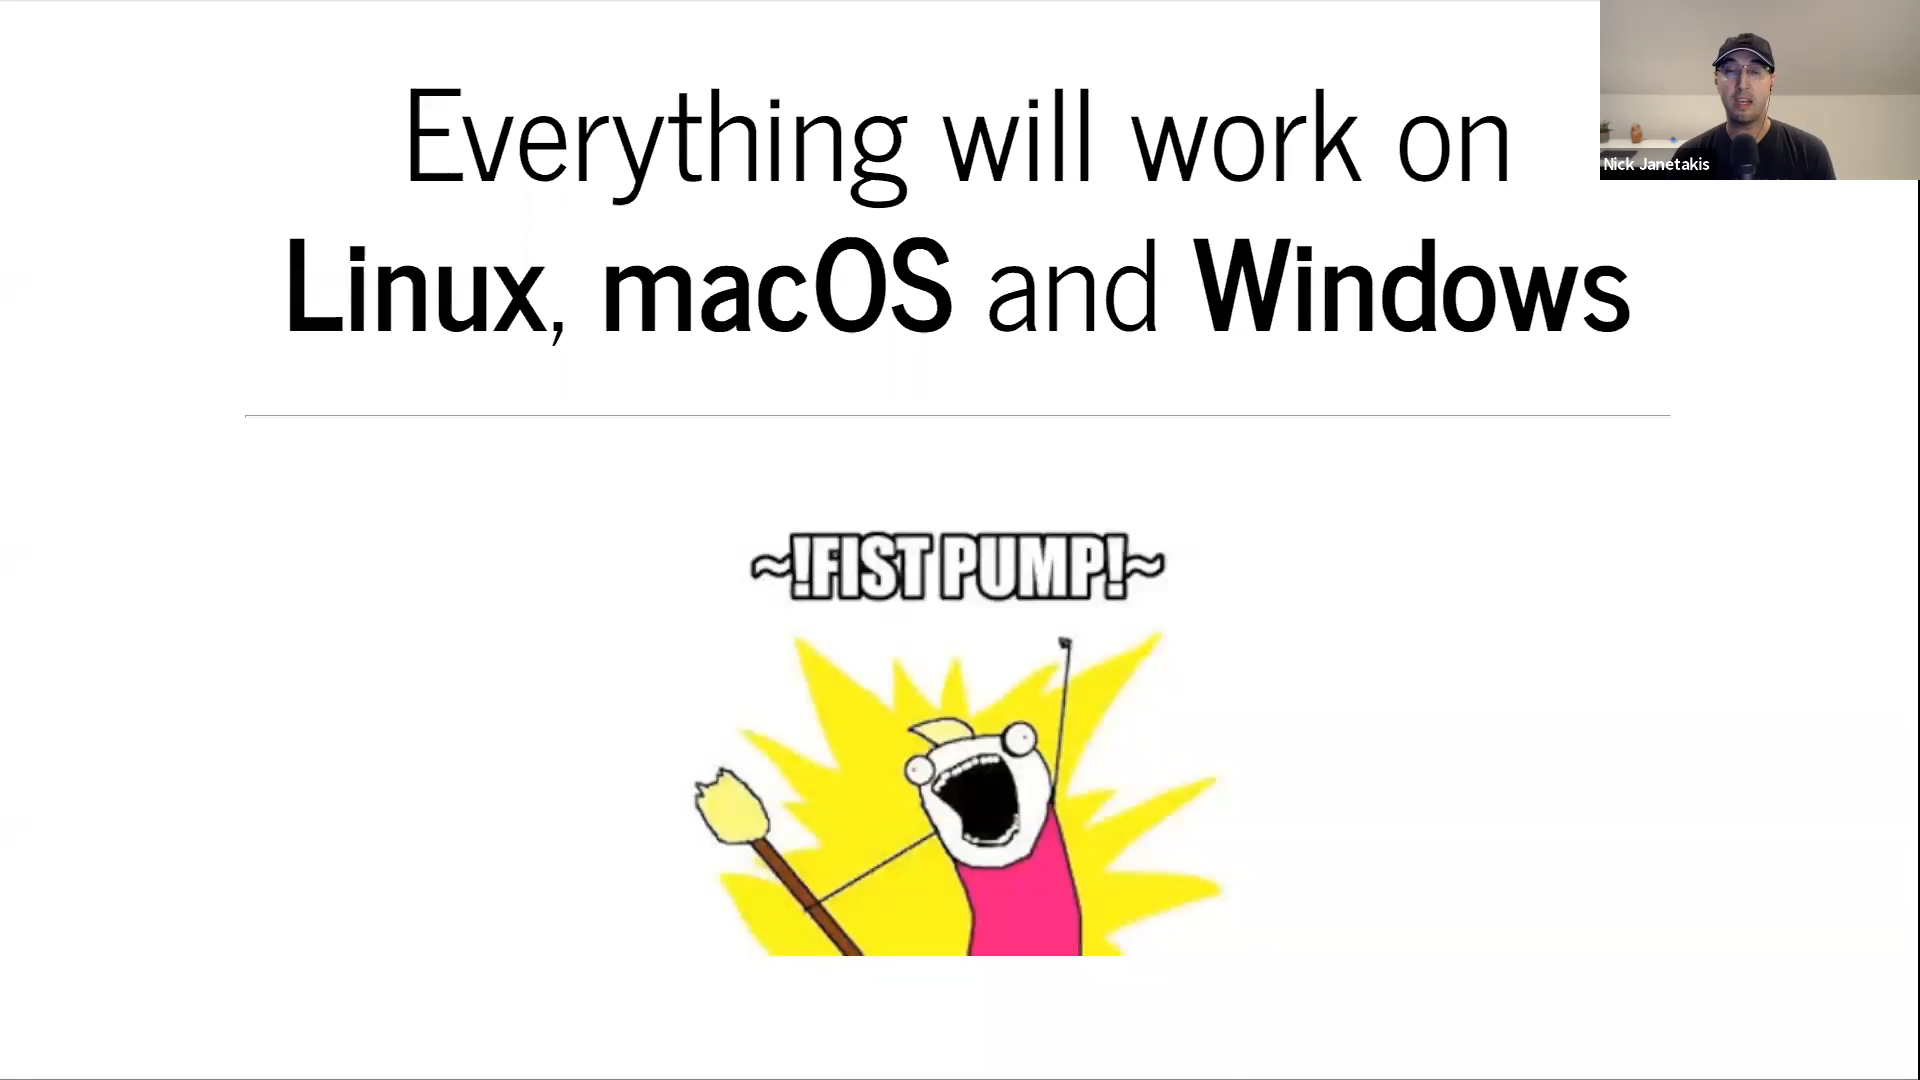 Everything will work on
Linux, macOS and Windows
Nick Janetakis
~!FIST PUMP!~